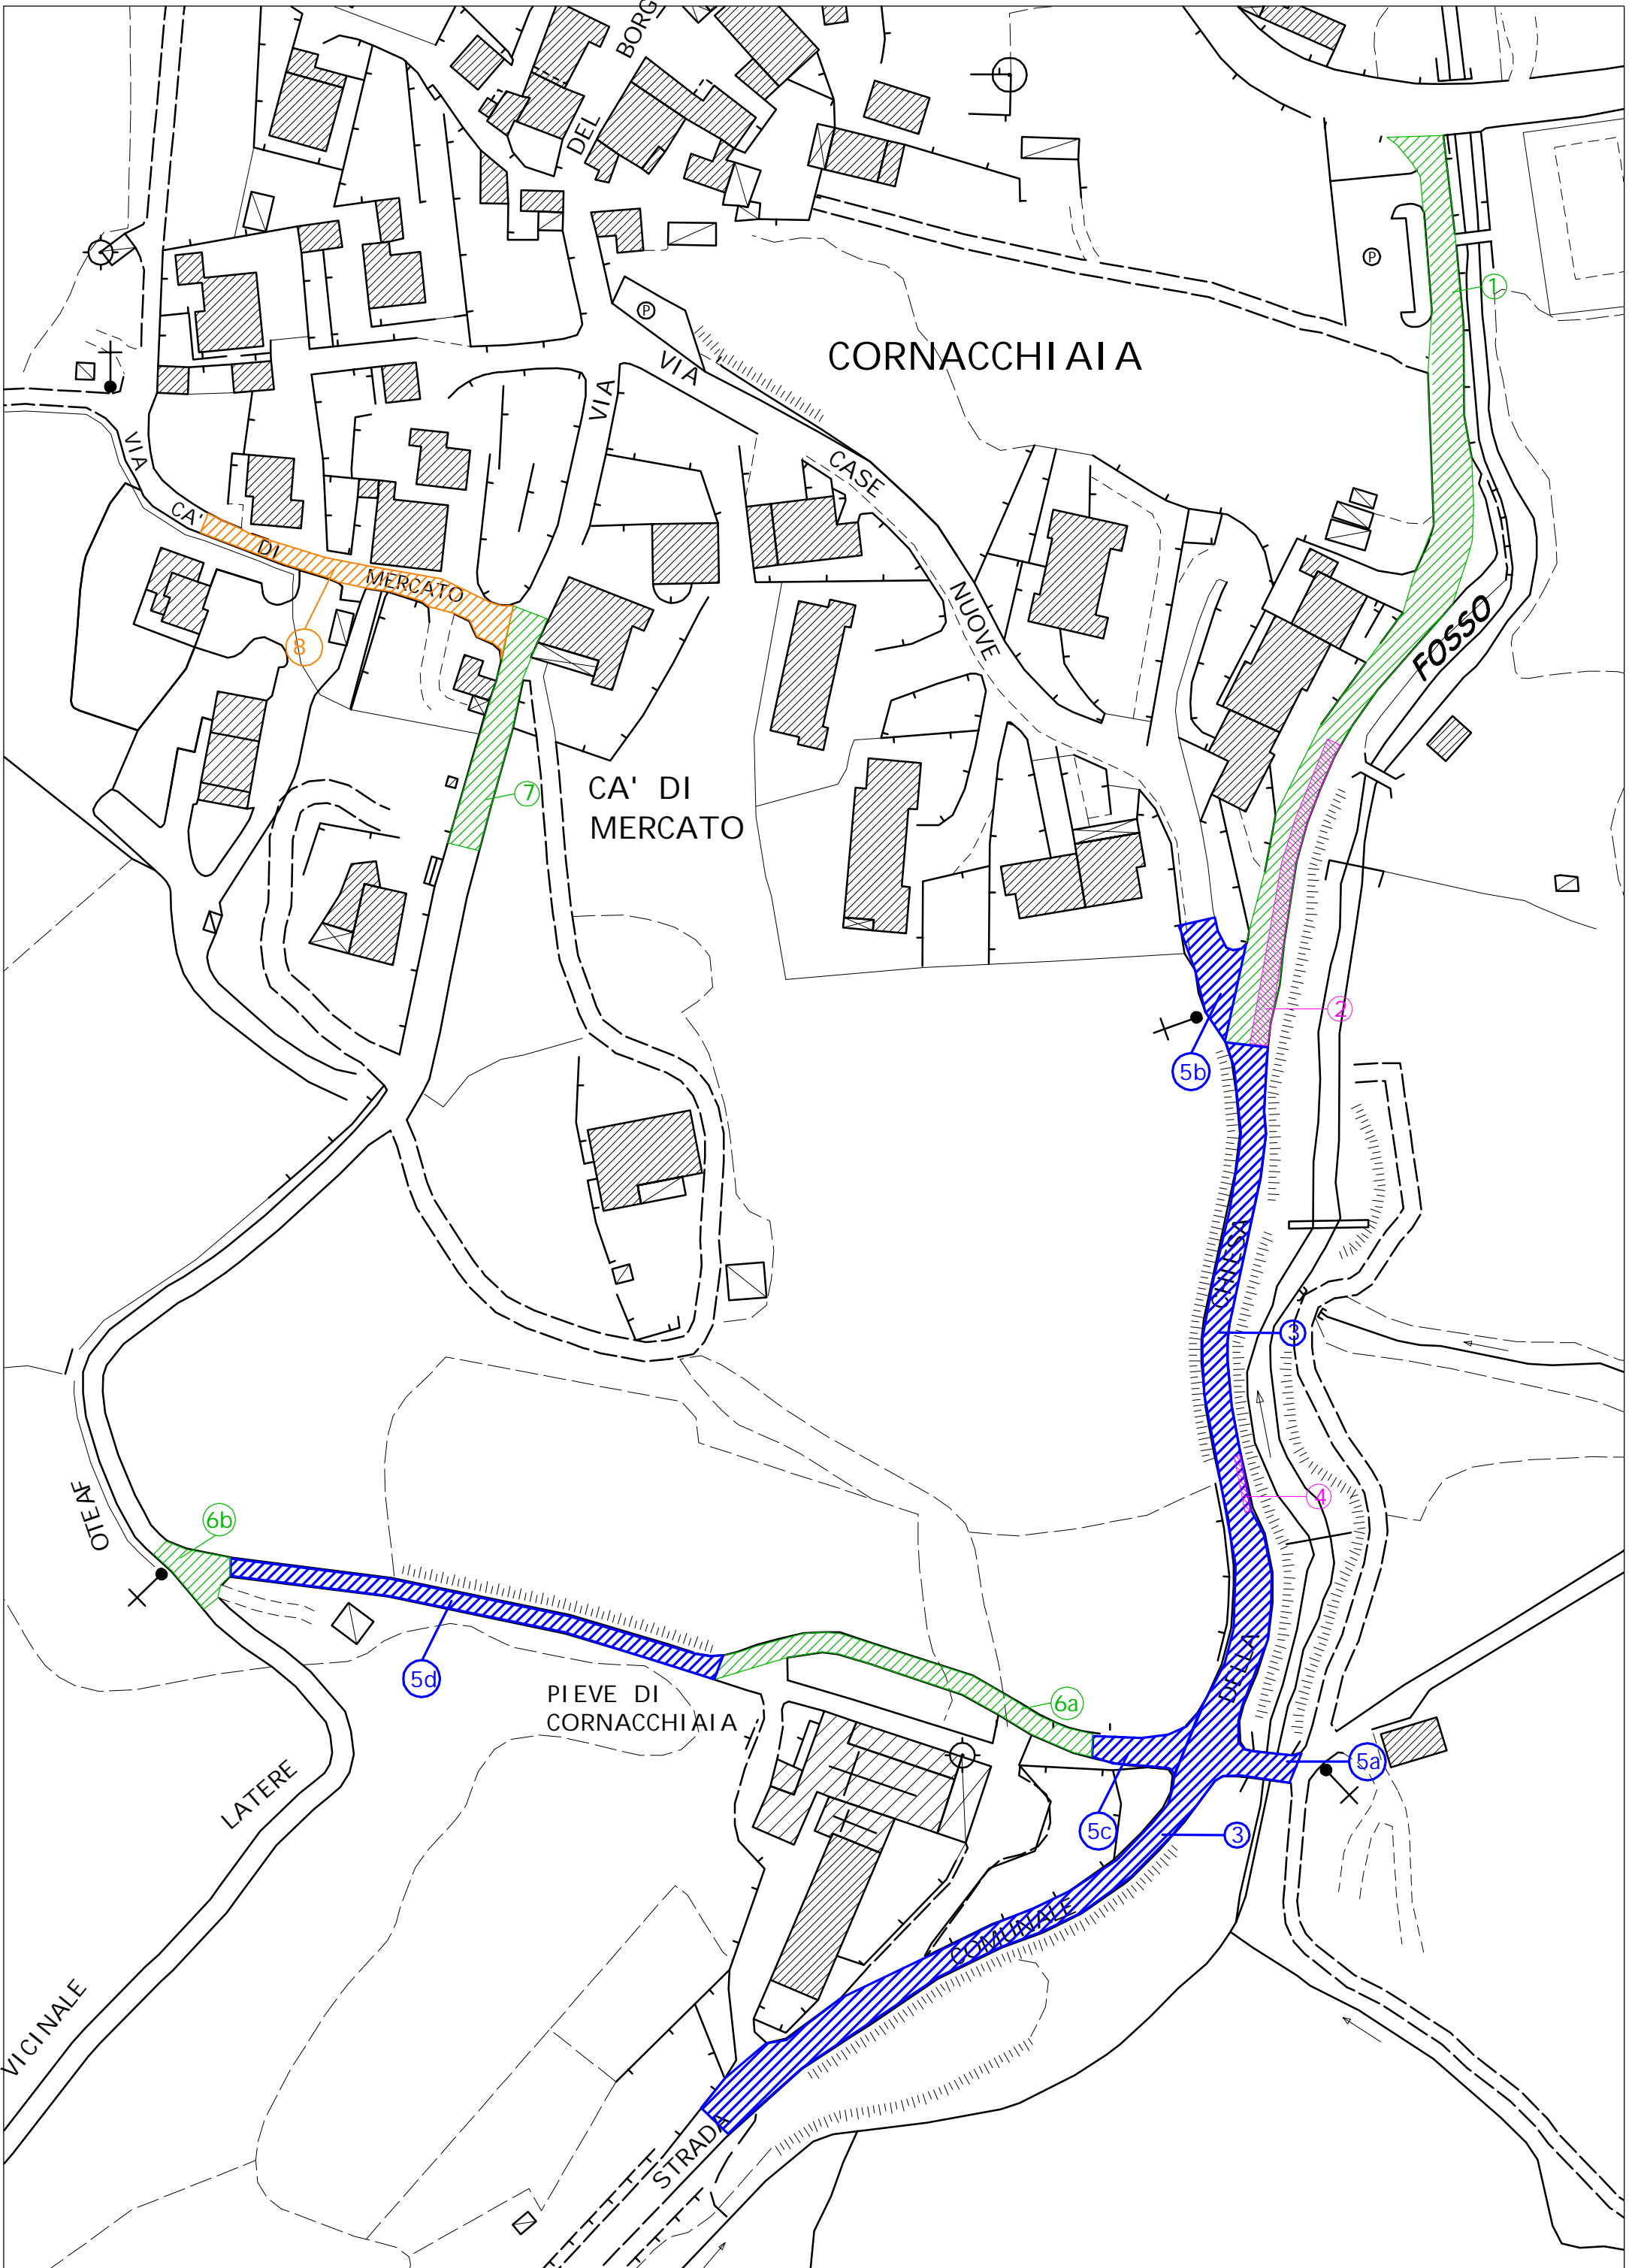 BORG
DEL
P
P
1
CORNACCHIAIA
VIA
VIA
VIA
CASE
NUOVE
CA'
DI
MERCATO
8
FOSSO
7
CA' DI
MERCATO
2
5b
CHIESA
3
4
OTEAF
6b
5d
PIEVE DI
CORNACCHIAIA
6a
DELLA
5a
5c
3
LATERE
COMUNALE
VICINALE
STRADA